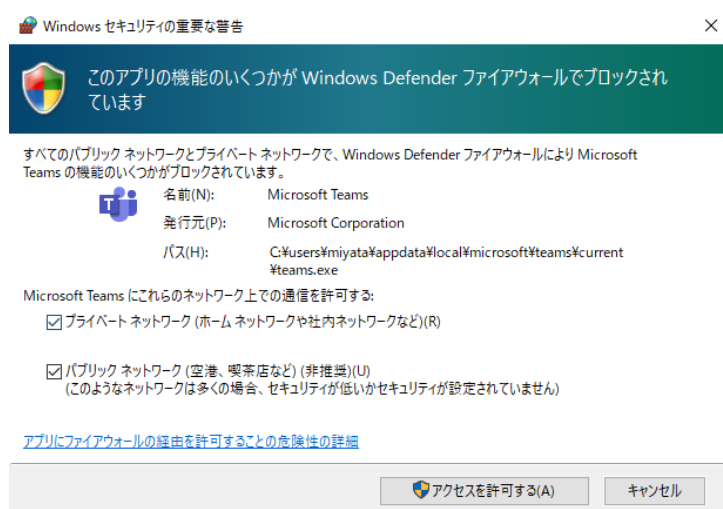 Windows セキュリティの重要な警告
このアプリの機能のいくつかが Windows Defender ファイアウォールでブロックされ
ています
すべてのパブリック ネットワークとプライベート ネットワークで、Windows Defender ファイアウォールにより Microsoft
Teams の機能のいくつかがブロックされています。
名前(N): Microsoft Teams
発行元(P): Microsoft Corporation
パス(H): C:¥users¥miyata¥appdata¥local¥microsoft¥teams¥current
¥teams.exe
Microsoft Teams にこれらのネットワーク上での通信を許可する:
プライベート ネットワーク (ホーム ネットワークや社内ネットワークなど)(R)
パブリック ネットワーク (空港、喫茶店など) (非推奨)(U)
(このようなネットワークは多くの場合、セキュリティが低いかセキュリティが設定されていません)
アプリにファイアウォールの経由を許可することの危険性の詳細
アクセスを許可する(A) キャンセル